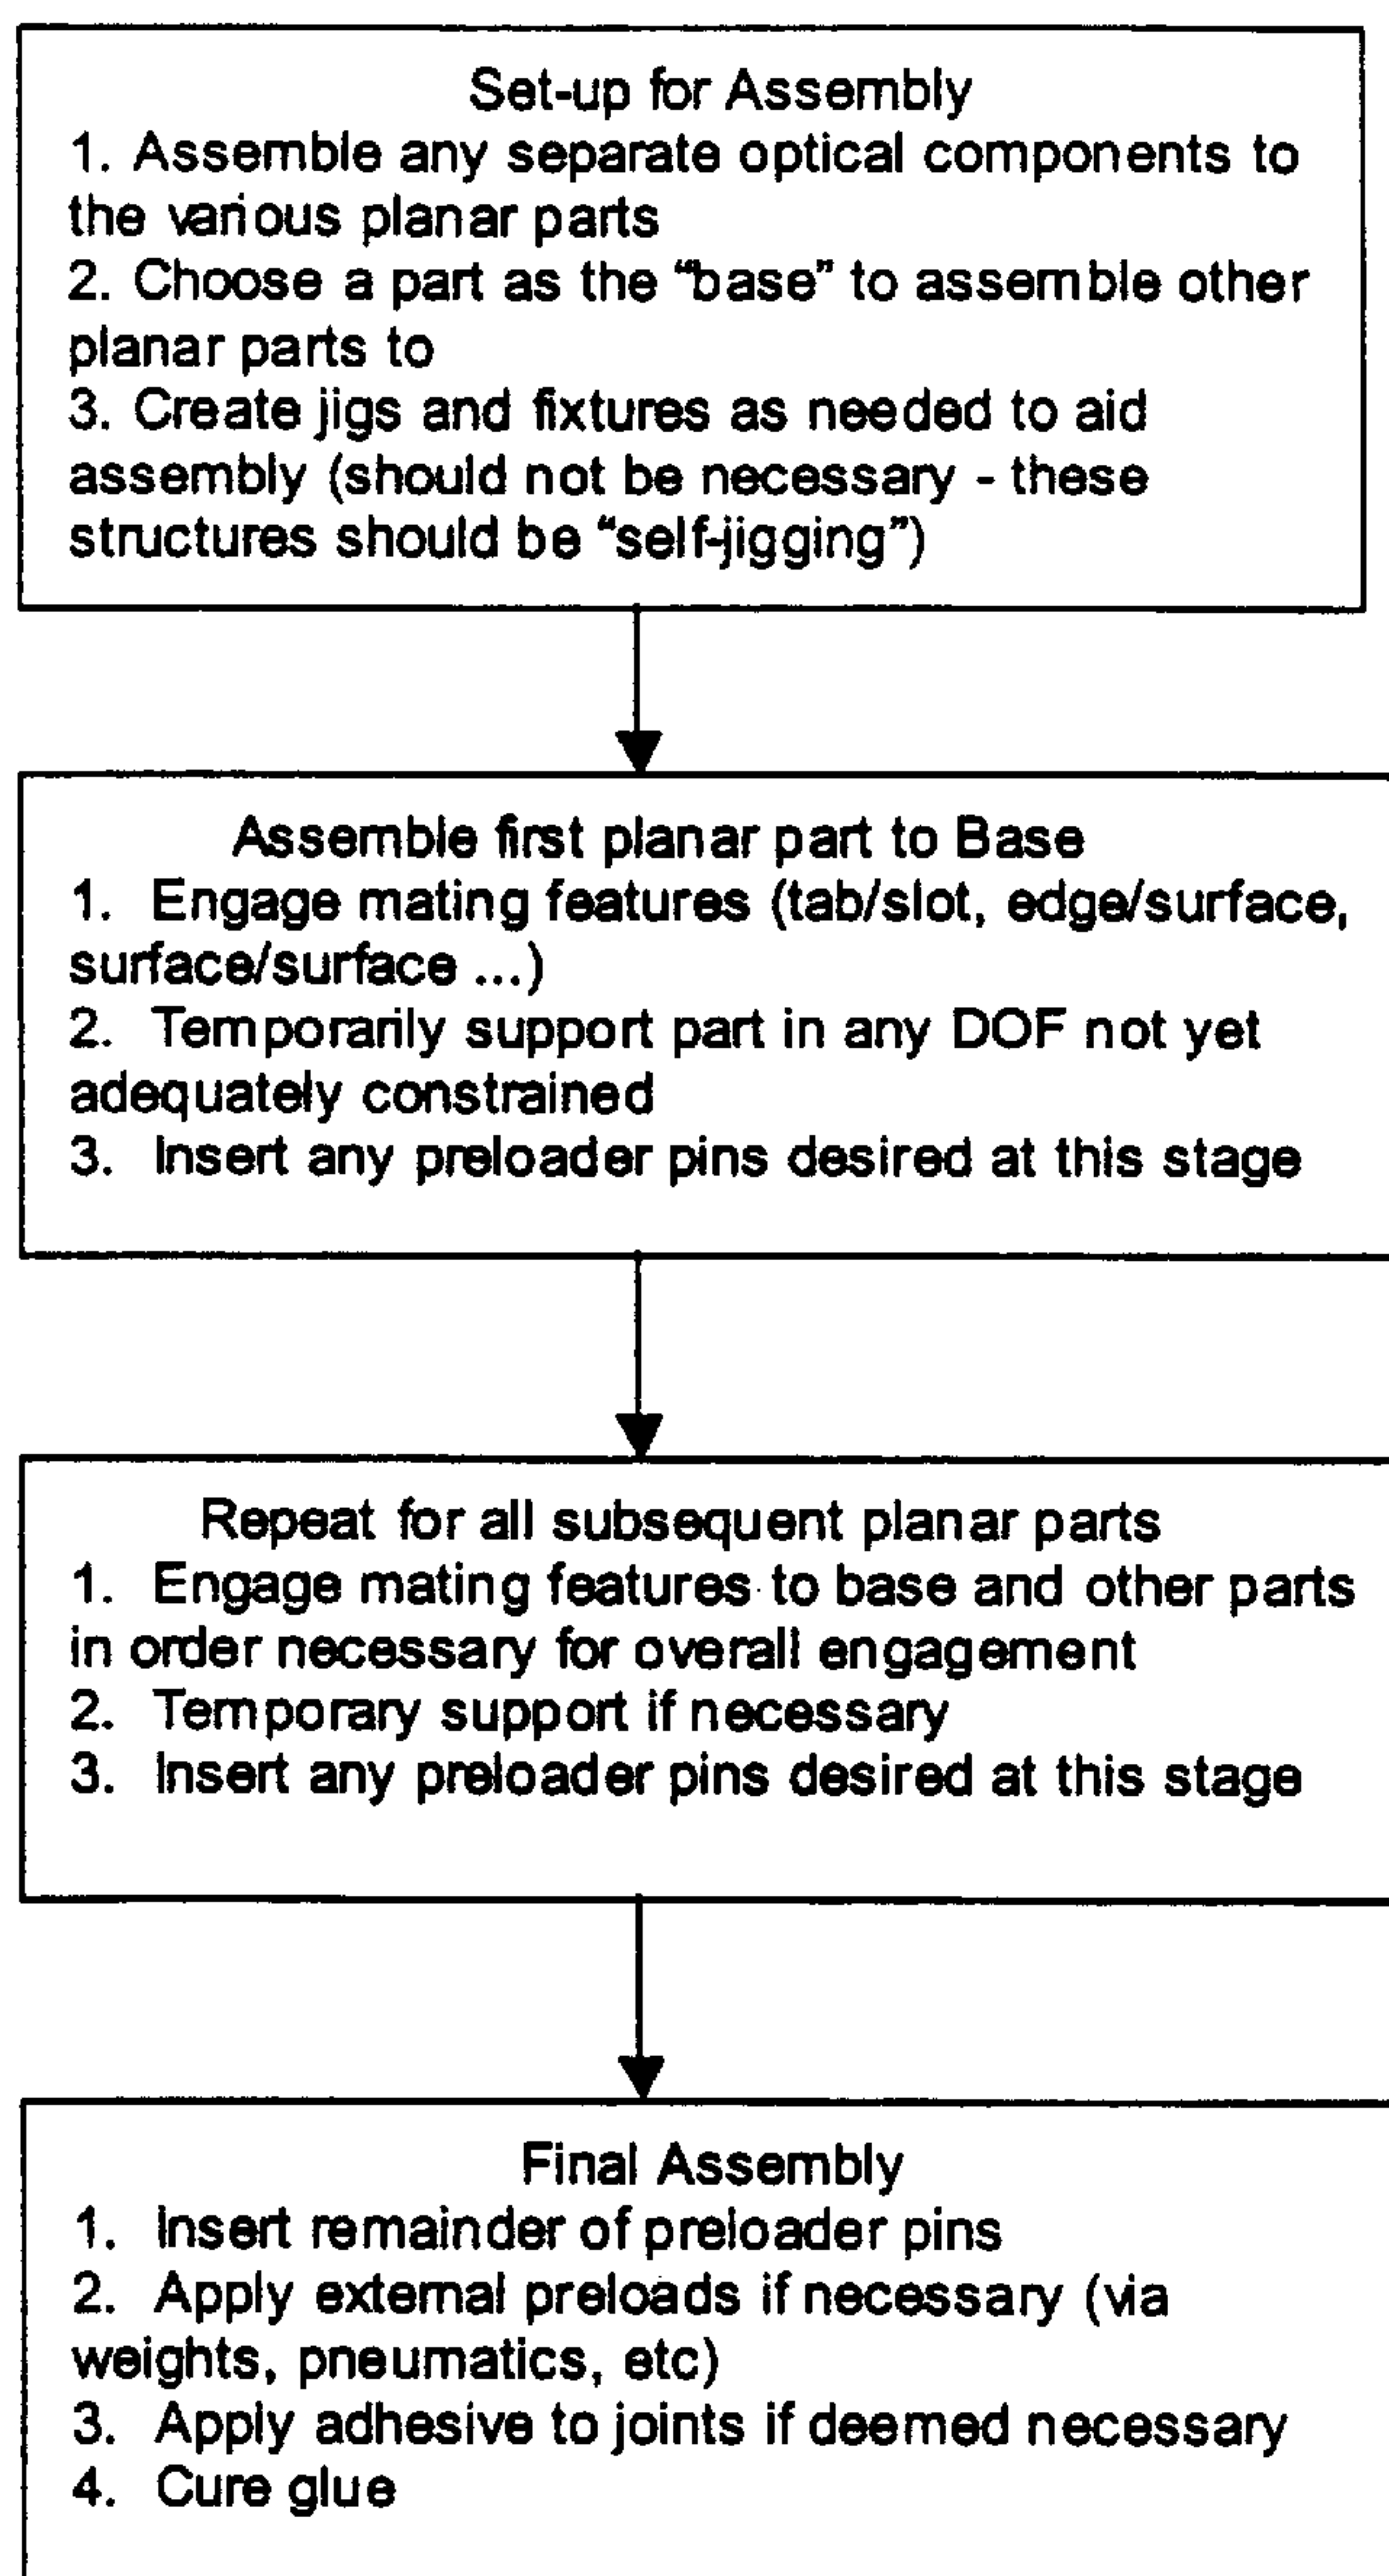 Set-up for Assembly
1. Assemble any separate optical components to
the various planar parts
2. Choose a part as the “base” to assemble other
planar parts to
3. Create jigs and fixtures as needed to aid
assembly (should not be necessary - these
structures should be “self-jigging”)
Assemble first planar part to Base
1. Engage mating features (tab/slot, edge/surface,
surface/surface ...)
2. Temporarily support part in any DOF not yet
adequately constrained
3. Insert any preloader pins desired at this stage
Repeat for all subsequent planar parts
1. Engage mating features to base and other parts
in order necessary for overall engagement
2. Temporary support if necessary
3. Insert any preloader pins desired at this stage
Final Assembly
1. Insert remainder of preloader pins
2. Apply external preloads if necessary (via
weights, pneumatics, etc)
3. Apply adhesive to joints if deemed necessary
4. Cure glue